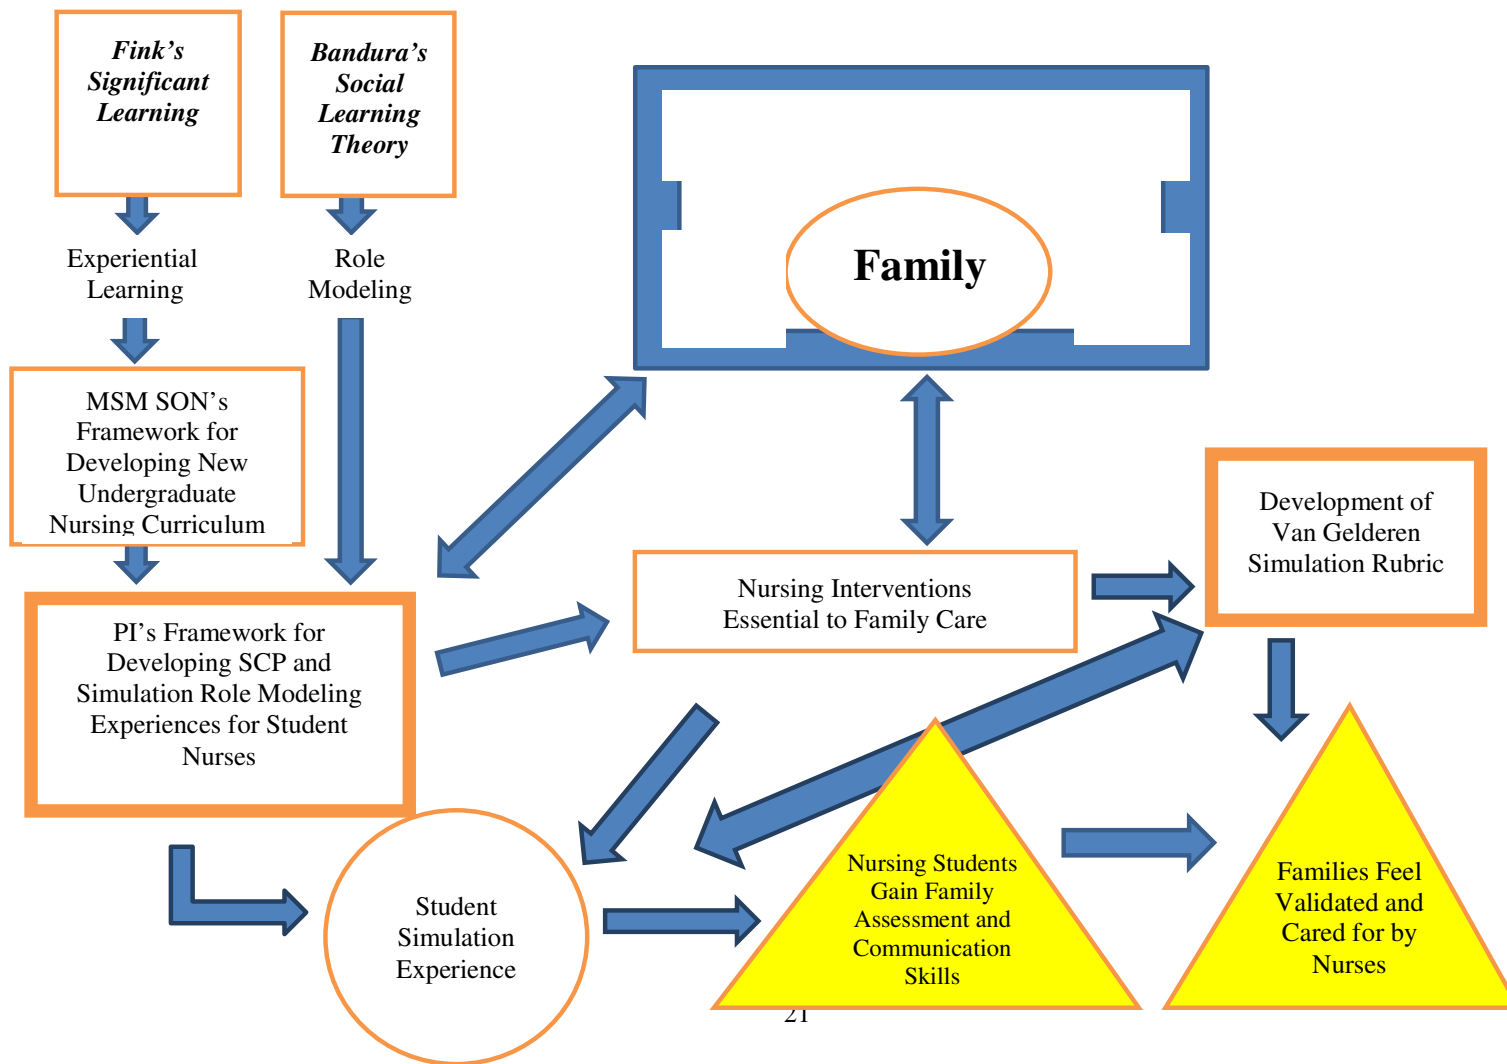 Fink's
Significant
Learning
Bandura's
Social
Learning
Theory
Experiential
Learning
Role
Modeling
Family
MSM SON's
Framework for
Developing New
Undergraduate
Nursing Curriculum
Development of
Van Gelderen
Simulation Rubric
Nursing Interventions
Essential to Family Care
PI's Framework for
Developing SCP and
Simulation Role Modeling
Experiences for Student
Nurses
Student
Simulation
Experience
Nursing Students
Gain Family
Assessment and
Communication
Skills
Families Feel
Validated and
Cared for by
Nurses
21